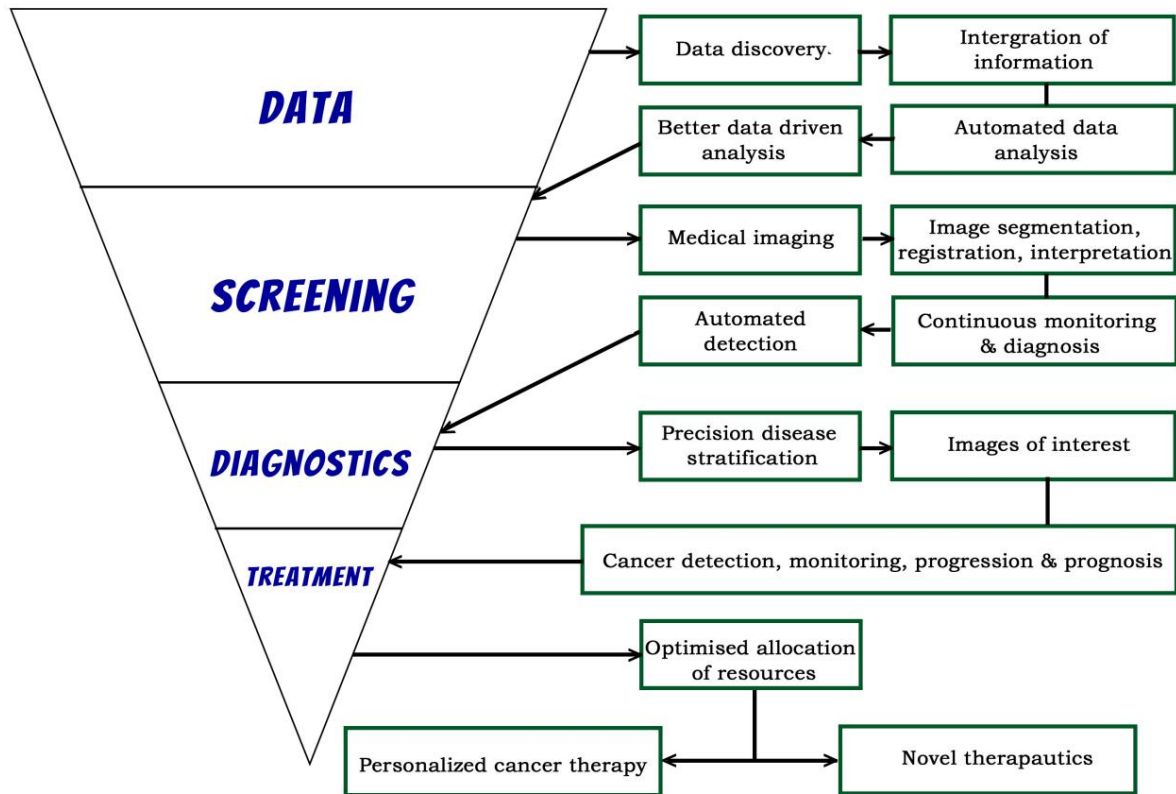 DATA
Data discovery.
Intergration of
information
Better data driven
analysis
Automated data
analysis
SCREENING
Medical imaging
Image segmentation,
registration, interpretation
Automated
detection
Continuous monitoring
& diagnosis
DIAGNOSTICS
Precision disease
stratification
Images of interest
TREATMENT
Cancer detection, monitoring, progression & prognosis
Optimised allocation
of resources
Personalized cancer therapy
Novel therapautics